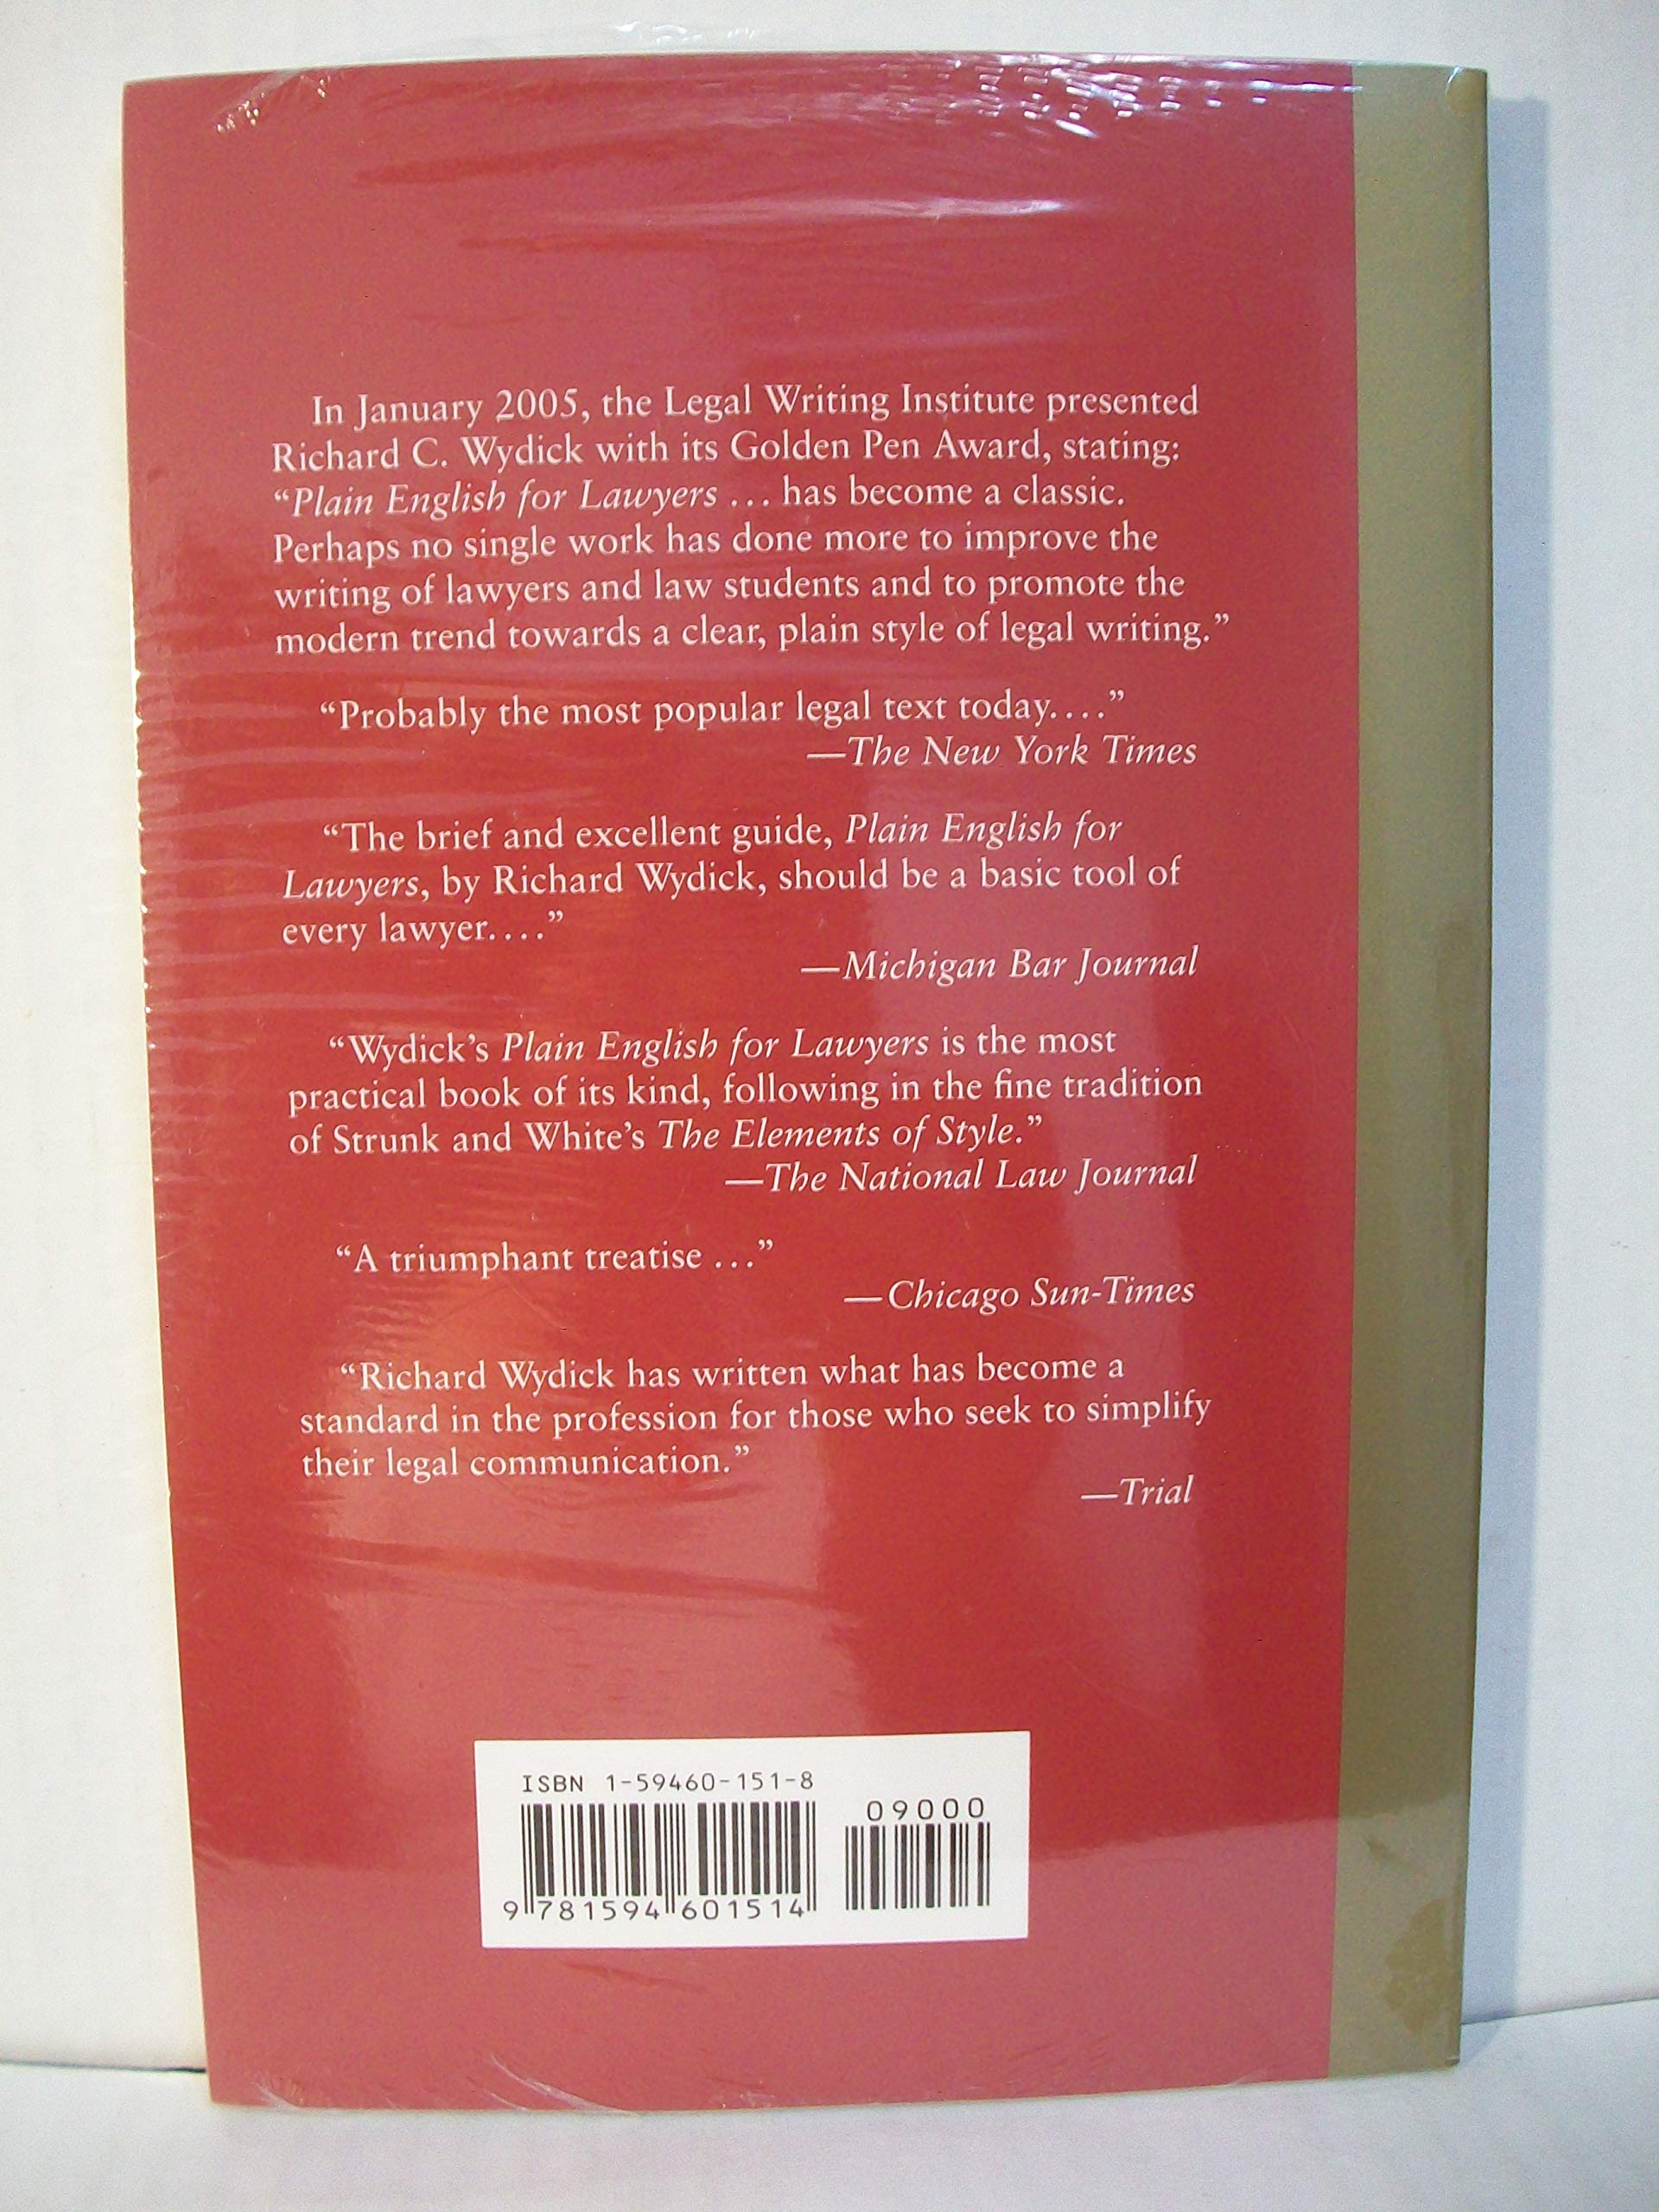 In January 2005, the Legal Writing Institute presented
Richard C. Wydick with its Golden Pen Award, stating:
“Plain English for Lawyers ... has become a classic.
Perhaps no single work has done more to improve the
writing of lawyers and law students and to promote the
modern trend towards a clear, plain style of legal writing.”
“Probably the most popular legal text today....”
—The New York Times
“The brief and excellent guide, Plain English for
Lawyers, by Richard Wydick, should be a basic tool of
every lawyer....”
—Michigan Bar Journal
“Wydick’s Plain English for Lawyers is the most
practical book of its kind, following in the fine tradition
of Strunk and White’s The Elements of Style.”
—The National Law Journal
“A triumphant treatise ...”
—Chicago Sun-Times
“Richard Wydick has written what has become a
standard in the profession for those who seek to simplify
their legal communication.”
—Trial
ISBN 1-59460-151-8
09000
9 781594 601514